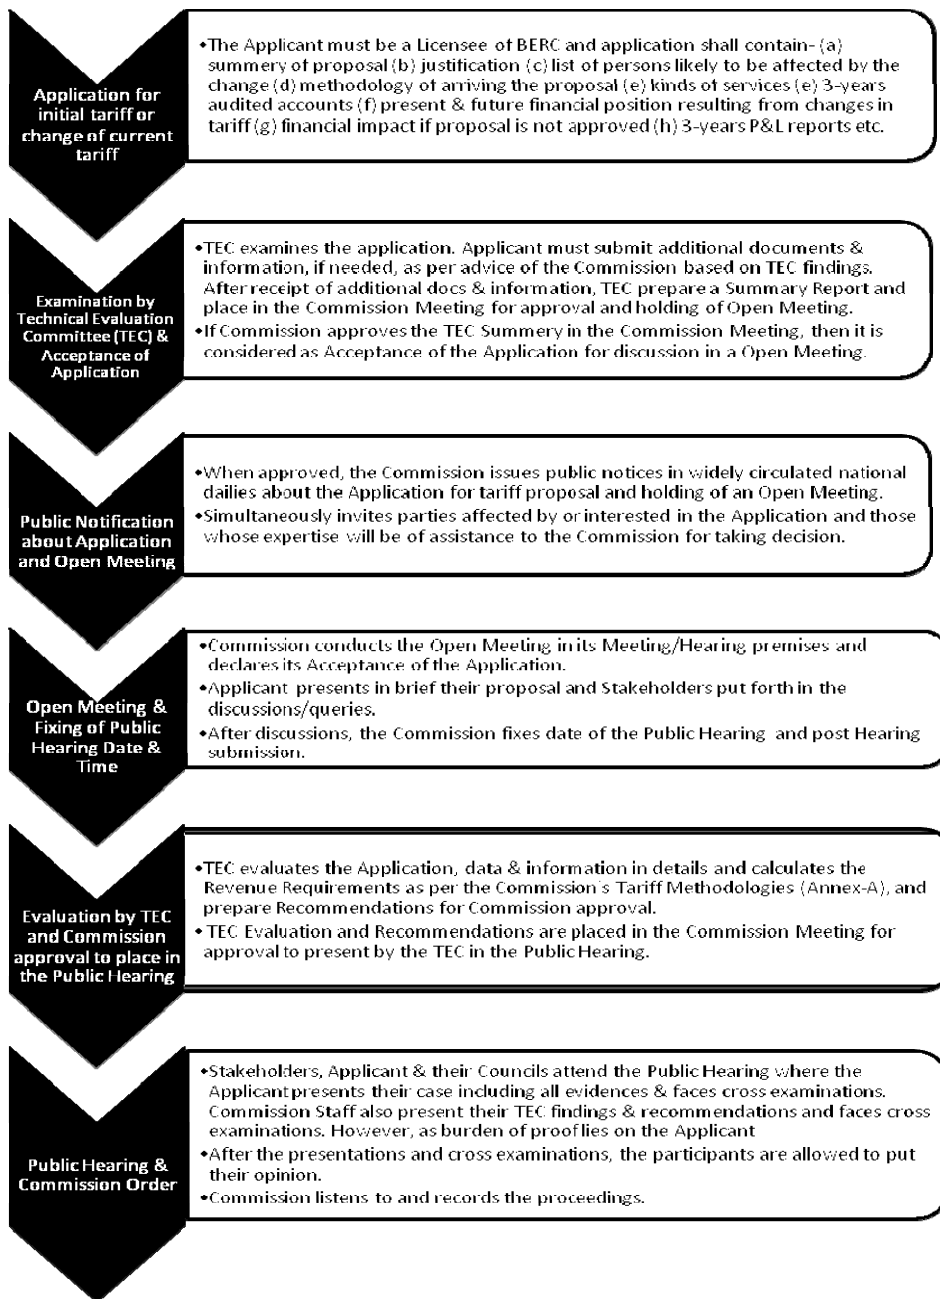 Application for
initial tariff or
change of current
tariff
•The Applicant must be a Licensee of BERC and application shall contain- (a)
summery of proposal (b) justification (c) list of persons likely to be affected by the
change (d) methodology of arriving the proposal (e) kinds of services (e) 3-years
audited accounts (f) present & future financial position resulting from changes in
tariff (g) financial impact if proposal is not approved (h) 3-years P&L reports etc.
Examination by
Technical Evaluation
Committee (TEC) &
Acceptance of
Application
•TEC examines the application. Applicant must submit additional documents &
information, if needed, as per advice of the Commission based on TEC findings.
After receipt of additional docs & information, TEC prepare a Summary Report and
place in the Commission Meeting for approval and holding of Open Meeting.
•If Commission approves the TEC Summery in the Commission Meeting, then it is
considered as Acceptance of the Application for discussion in a Open Meeting.
Public Notification
about Application
and Open Meeting
•When approved, the Commission issues public notices in widely circulated national
dailies about the Application for tariff proposal and holding of an Open Meeting.
•Simultaneously invites parties affected by or interested in the Application and those
whose expertise will be of assistance to the Commission for taking decision.
Open Meeting &
Fixing of Public
Hearing Date &
Time
•Commission conducts the Open Meeting in its Meeting/Hearing premises and
declares its Acceptance of the Application.
•Applicant presents in brief their proposal and Stakeholders put forth in the
discussions/queries.
•After discussions, the Commission fixes date of the Public Hearing and post Hearing
submission.
Evaluation by TEC
and Commission
approval to place in
the Public Hearing
•TEC evaluates the Application, data & information in details and calculates the
Revenue Requirements as per the Commission's Tariff Methodologies (Annex-A), and
prepare Recommendations for Commission approval.
•TEC Evaluation and Recommendations are placed in the Commission Meeting for
approval to present by the TEC in the Public Hearing.
Public Hearing &
Commission Order
•Stakeholders, Applicant & their Councils attend the Public Hearing where the
Applicant presents their case including all evidences & faces cross examinations.
Commission Staff also present their TEC findings & recommendations and faces cross
examinations. However, as burden of proof lies on the Applicant
•After the presentations and cross examinations, the participants are allowed to put
their opinion.
•Commission listens to and records the proceedings.